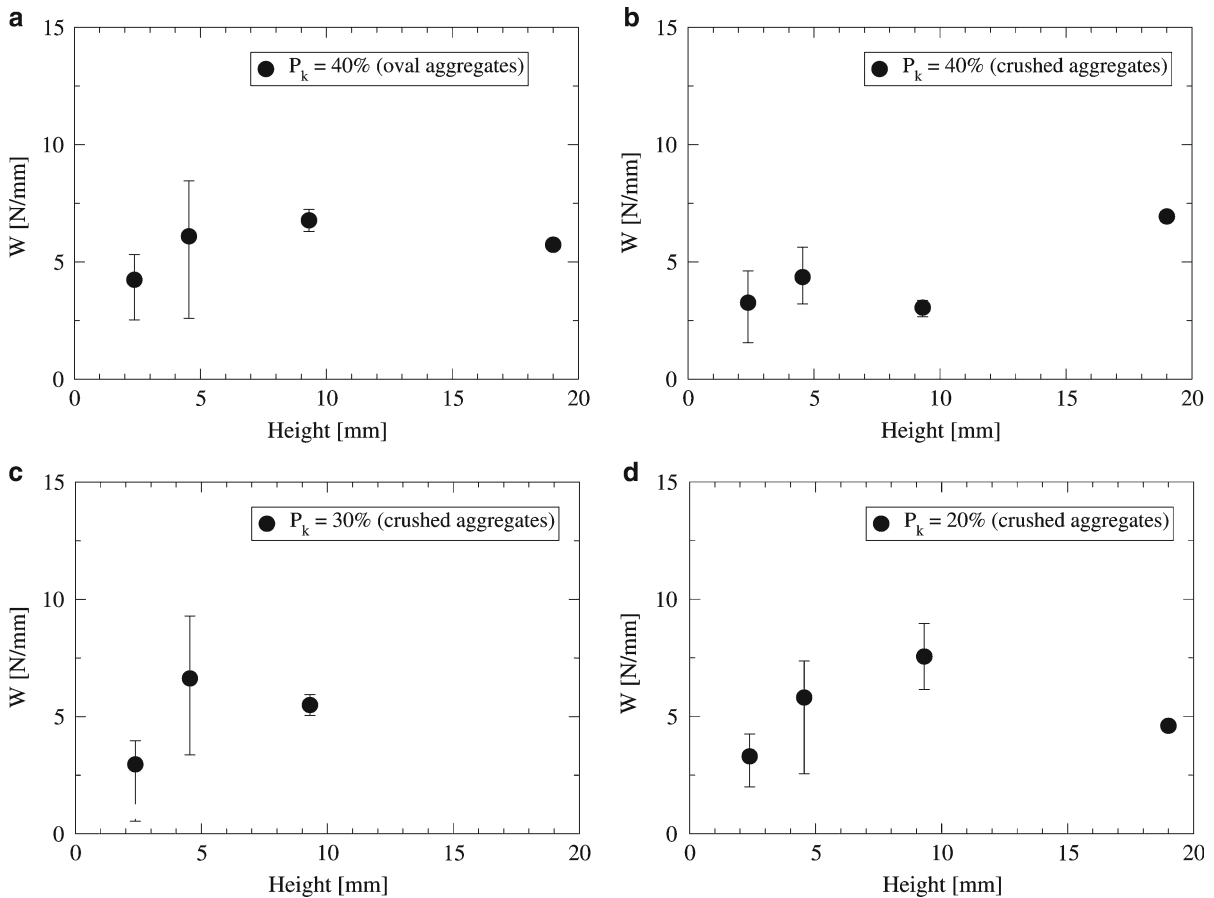 a
15
P_k = 40% (oval aggregates)
10
W [N/mm]
5
0
0 5 10 15 20
Height [mm]
b
15
P_k = 40% (crushed aggregates)
10
W [N/mm]
5
0
0 5 10 15 20
Height [mm]
c
15
P_k = 30% (crushed aggregates)
10
W [N/mm]
5
0
0 5 10 15 20
Height [mm]
d
15
P_k = 20% (crushed aggregates)
10
W [N/mm]
5
0
0 5 10 15 20
Height [mm]